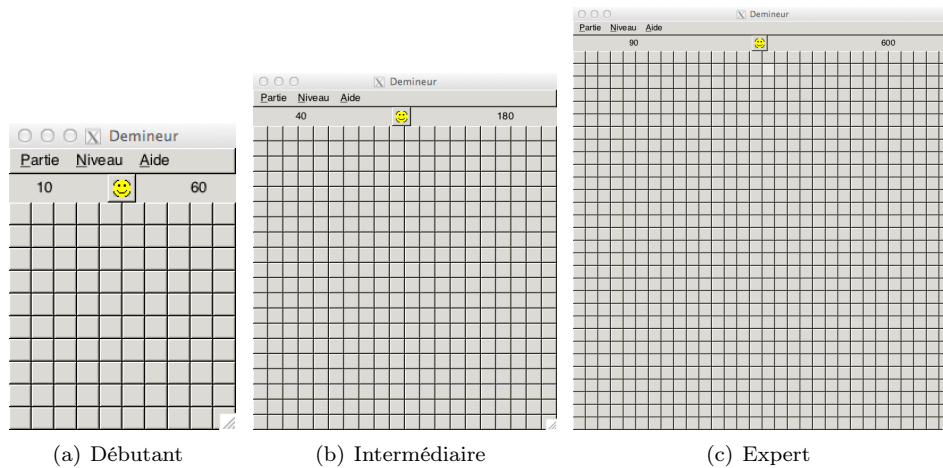 Demineur
Partie Niveau Aide
10 60
Demineur
Partie Niveau Aide
40 180
Demineur
Partie Niveau Aide
90 600
(a) Débutant
(b) Intermédiaire
(c) Expert